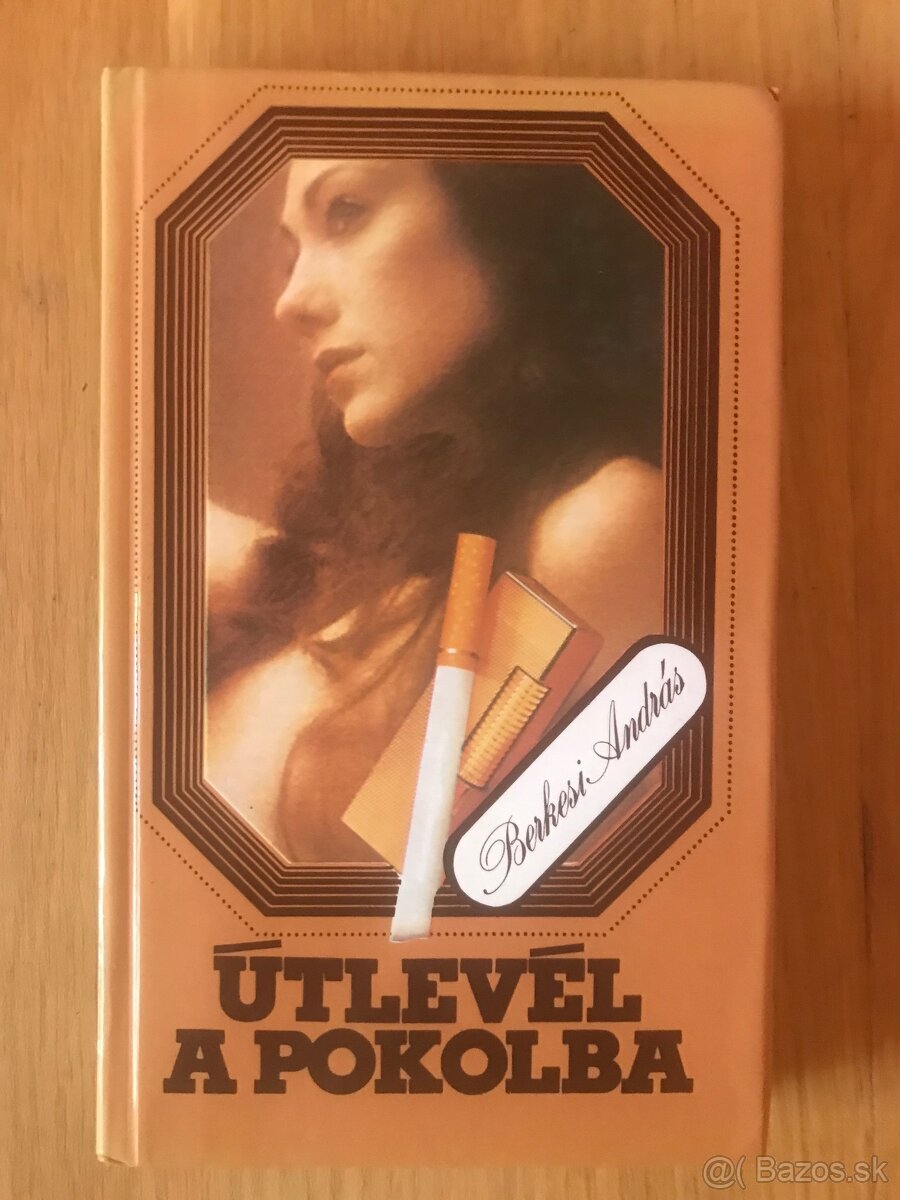 Berkesi András
ÚTLEVÉL
A POKOLBA
@( Bazos.sk